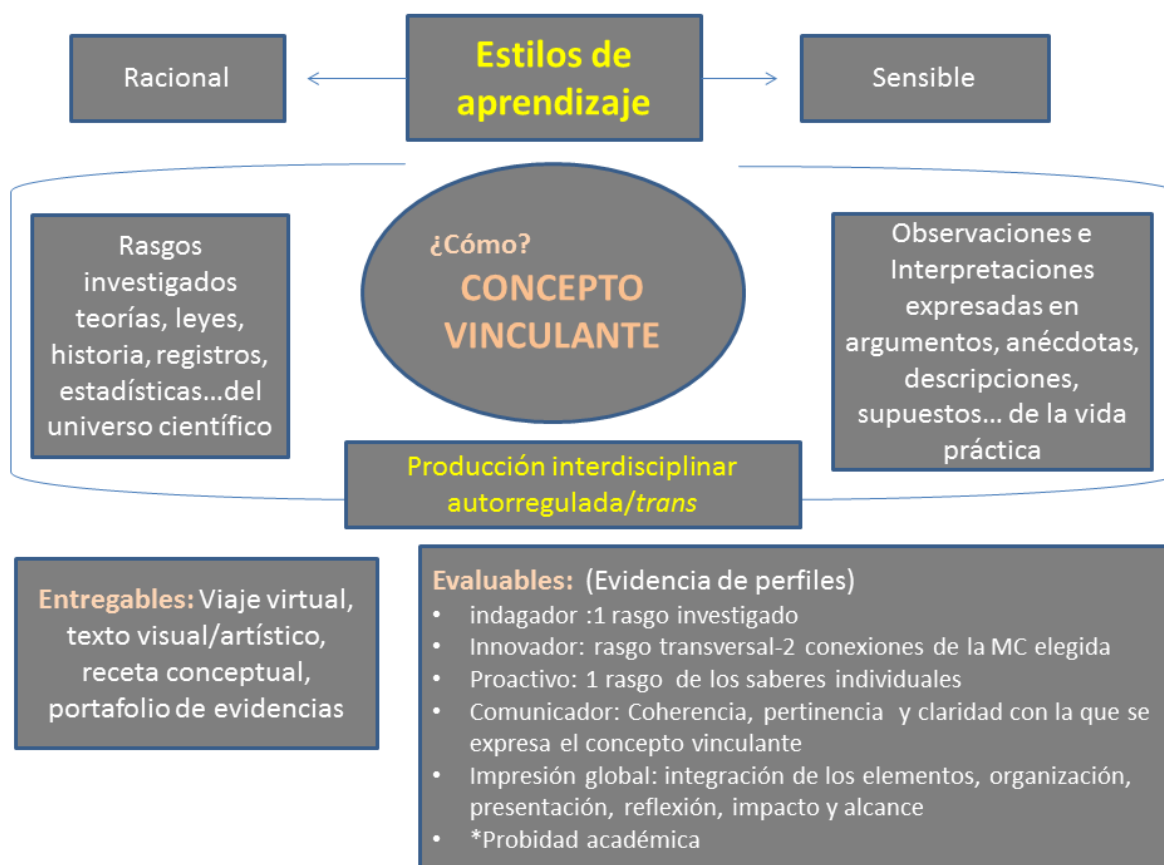 Racional
Estilos de
aprendizaje
Sensible
Rasgos
investigados
teorías, leyes,
historia, registros,
estadísticas...del
universo científico
¿Cómo?
CONCEPTO
VINCULANTE
Observaciones e
Interpretaciones
expresadas en
argumentos, anécdotas,
descripciones,
supuestos... de la vida
práctica
Producción interdisciplinar
autorregulada/trans
Entregables: Viaje virtual,
texto visual/artístico,
receta conceptual,
portafolio de evidencias
Evaluables: (Evidencia de perfiles)
• indagador :1 rasgo investigado
• Innovador: rasgo transversal-2 conexiones de la MC elegida
• Proactivo: 1 rasgo de los saberes individuales
• Comunicador: Coherencia, pertinencia y claridad con la que se
expresa el concepto vinculante
• Impresión global: integración de los elementos, organización,
presentación, reflexión, impacto y alcance
• *Probidad académica